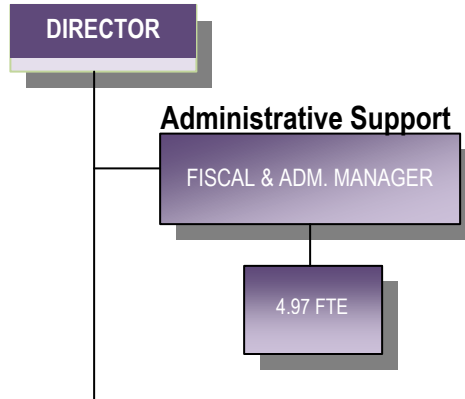 DIRECTOR
Administrative Support
FISCAL & ADM. MANAGER
4.97 FTE